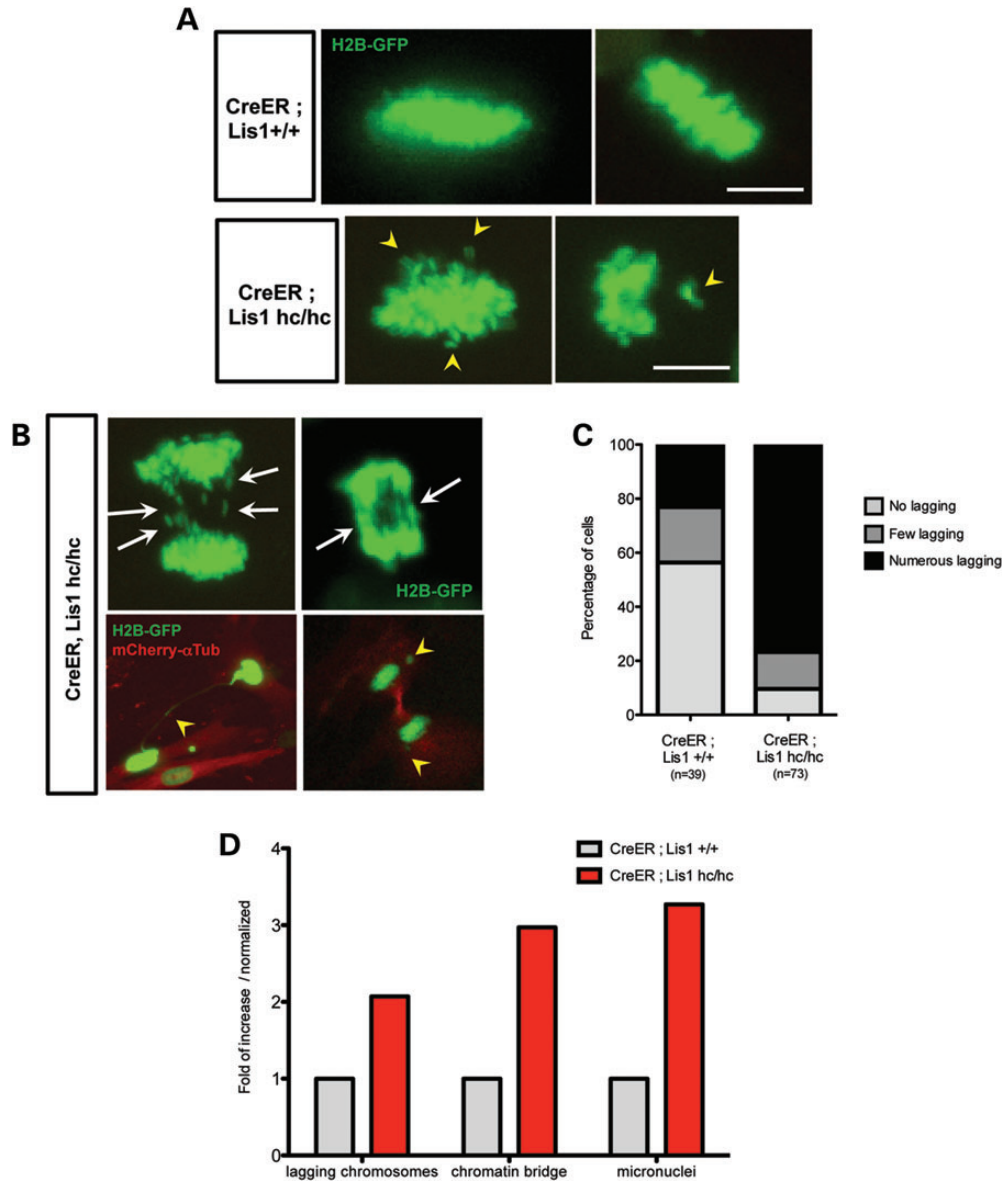 A
H2B-GFP
CreER ;
Lis1+/+
CreER ;
Lis1 hc/hc
B
CreER, Lis1 hc/hc
H2B-GFP
H2B-GFP
mCherry-αTub
C
100
80
60
40
20
0
Percentage of cells
No lagging
Few lagging
Numerous lagging
CreER ;
Lis1 +/+
(n=39)
CreER ;
Lis1 hc/hc
(n=73)
D
4
3
2
1
0
Fold of increase / normalized
CreER ; Lis1 +/+
CreER ; Lis1 hc/hc
lagging chromosomes
chromatin bridge
micronuclei